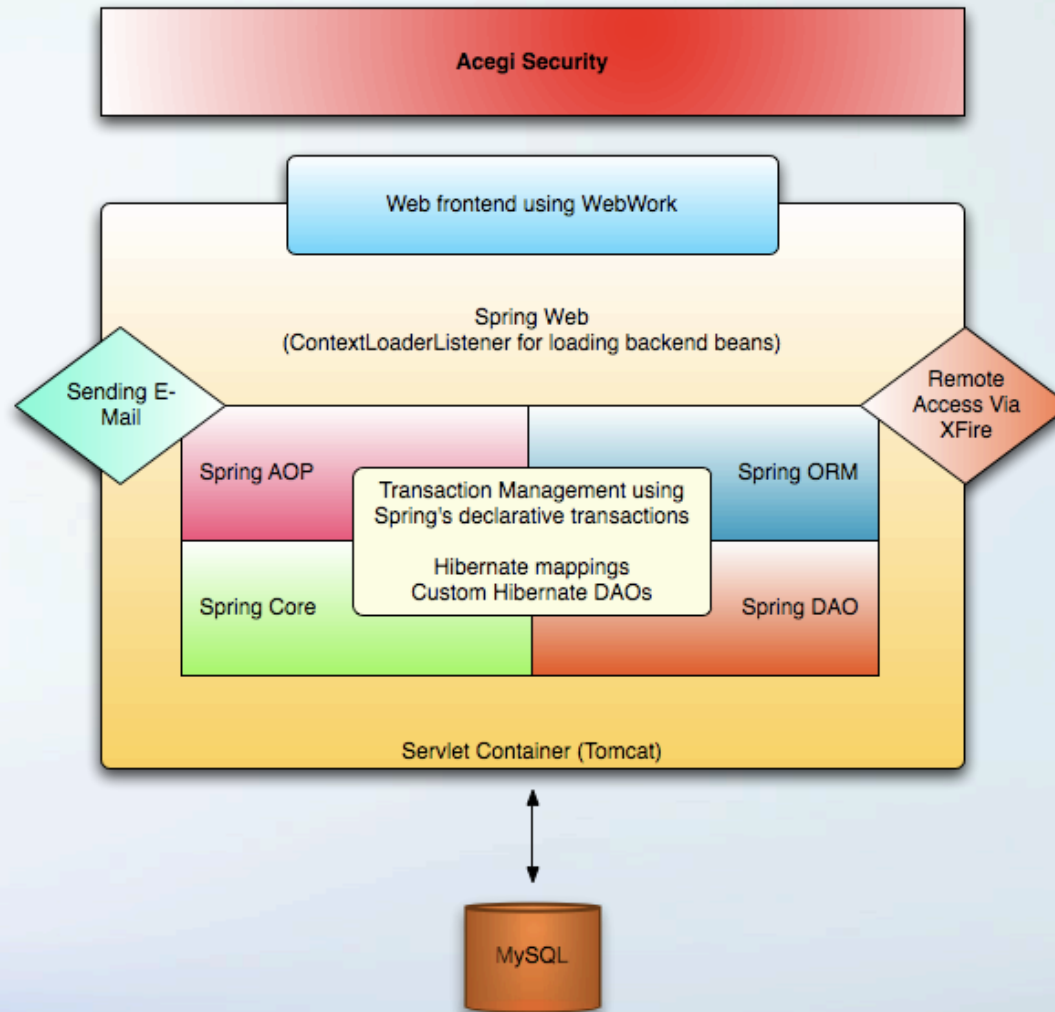 Acegi Security
Web frontend using WebWork
Spring Web
(ContextLoaderListener for loading backend beans)
Sending E-
Mail
Remote
Access Via
XFire
Spring AOP
Spring ORM
Transaction Management using
Spring's declarative transactions
Hibernate mappings
Custom Hibernate DAOs
Spring Core
Spring DAO
Servlet Container (Tomcat)
MySQL